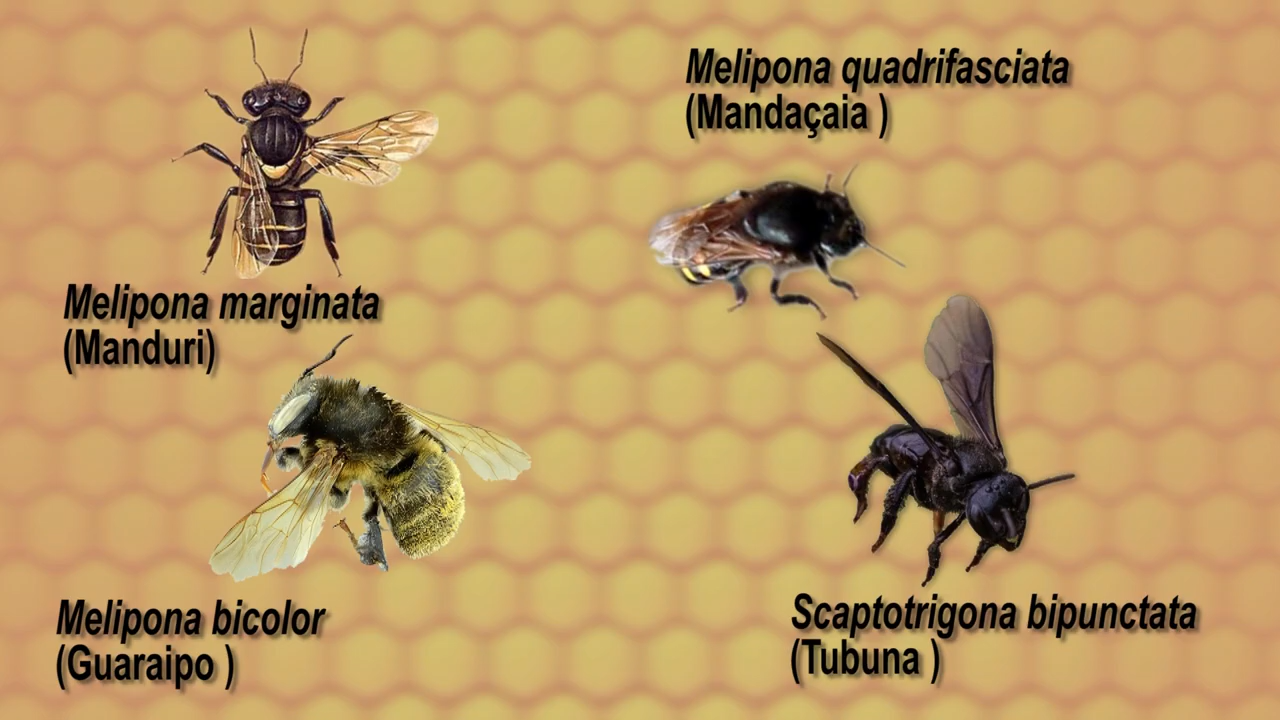 Melipona quadrifasciata
(Mandaçaia )
Melipona marginata
(Manduri)
Melipona bicolor
(Guaraipo )
Scaptotrigona bipunctata
(Tubuna )